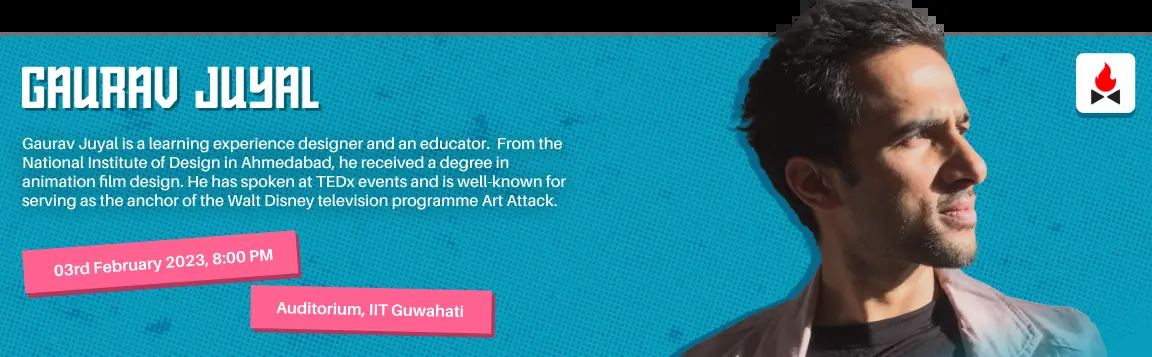 GAURAV JUYAL
Gaurav Juyal is a learning experience designer and an educator. From the
National Institute of Design in Ahmedabad, he received a degree in
animation film design. He has spoken at TEDx events and is well-known for
serving as the anchor of the Walt Disney television programme Art Attack.
03rd February 2023, 8:00 PM
Auditorium, IIT Guwahati